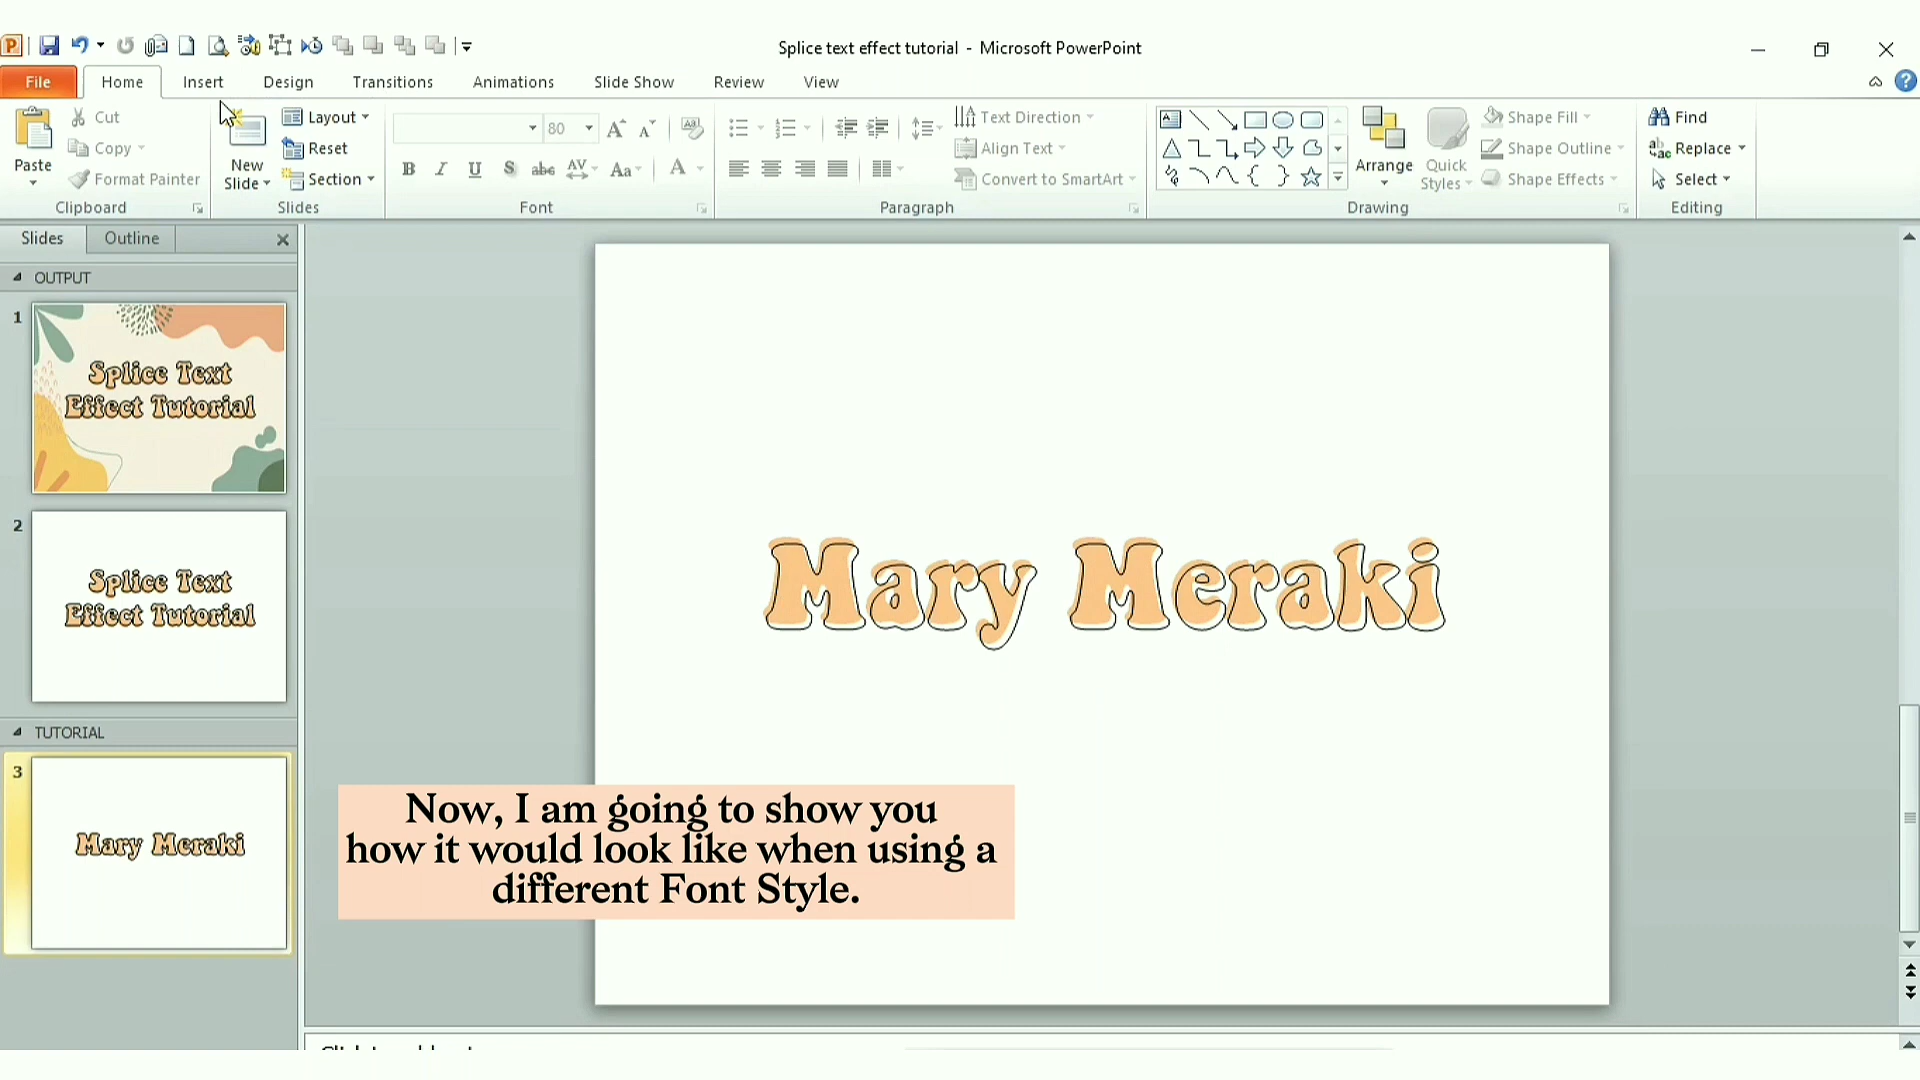 Splice text effect tutorial - Microsoft PowerPoint
File Home Insert Design Transitions Animations Slide Show Review View
Paste
Cut
Copy
Format Painter
Clipboard
New Slide
Layout
Reset
Section
Slides
80
Font
Text Direction
Align Text
Convert to SmartArt
Paragraph
Arrange
Quick Styles
Shape Fill
Shape Outline
Shape Effects
Drawing
Find
Replace
Select
Editing
Slides Outline
OUTPUT
1
Splice Text
Effect Tutorial
2
Splice Text
Effect Tutorial
TUTORIAL
3
Mary Meraki
Mary Meraki
Now, I am going to show you
how it would look like when using a
different Font Style.